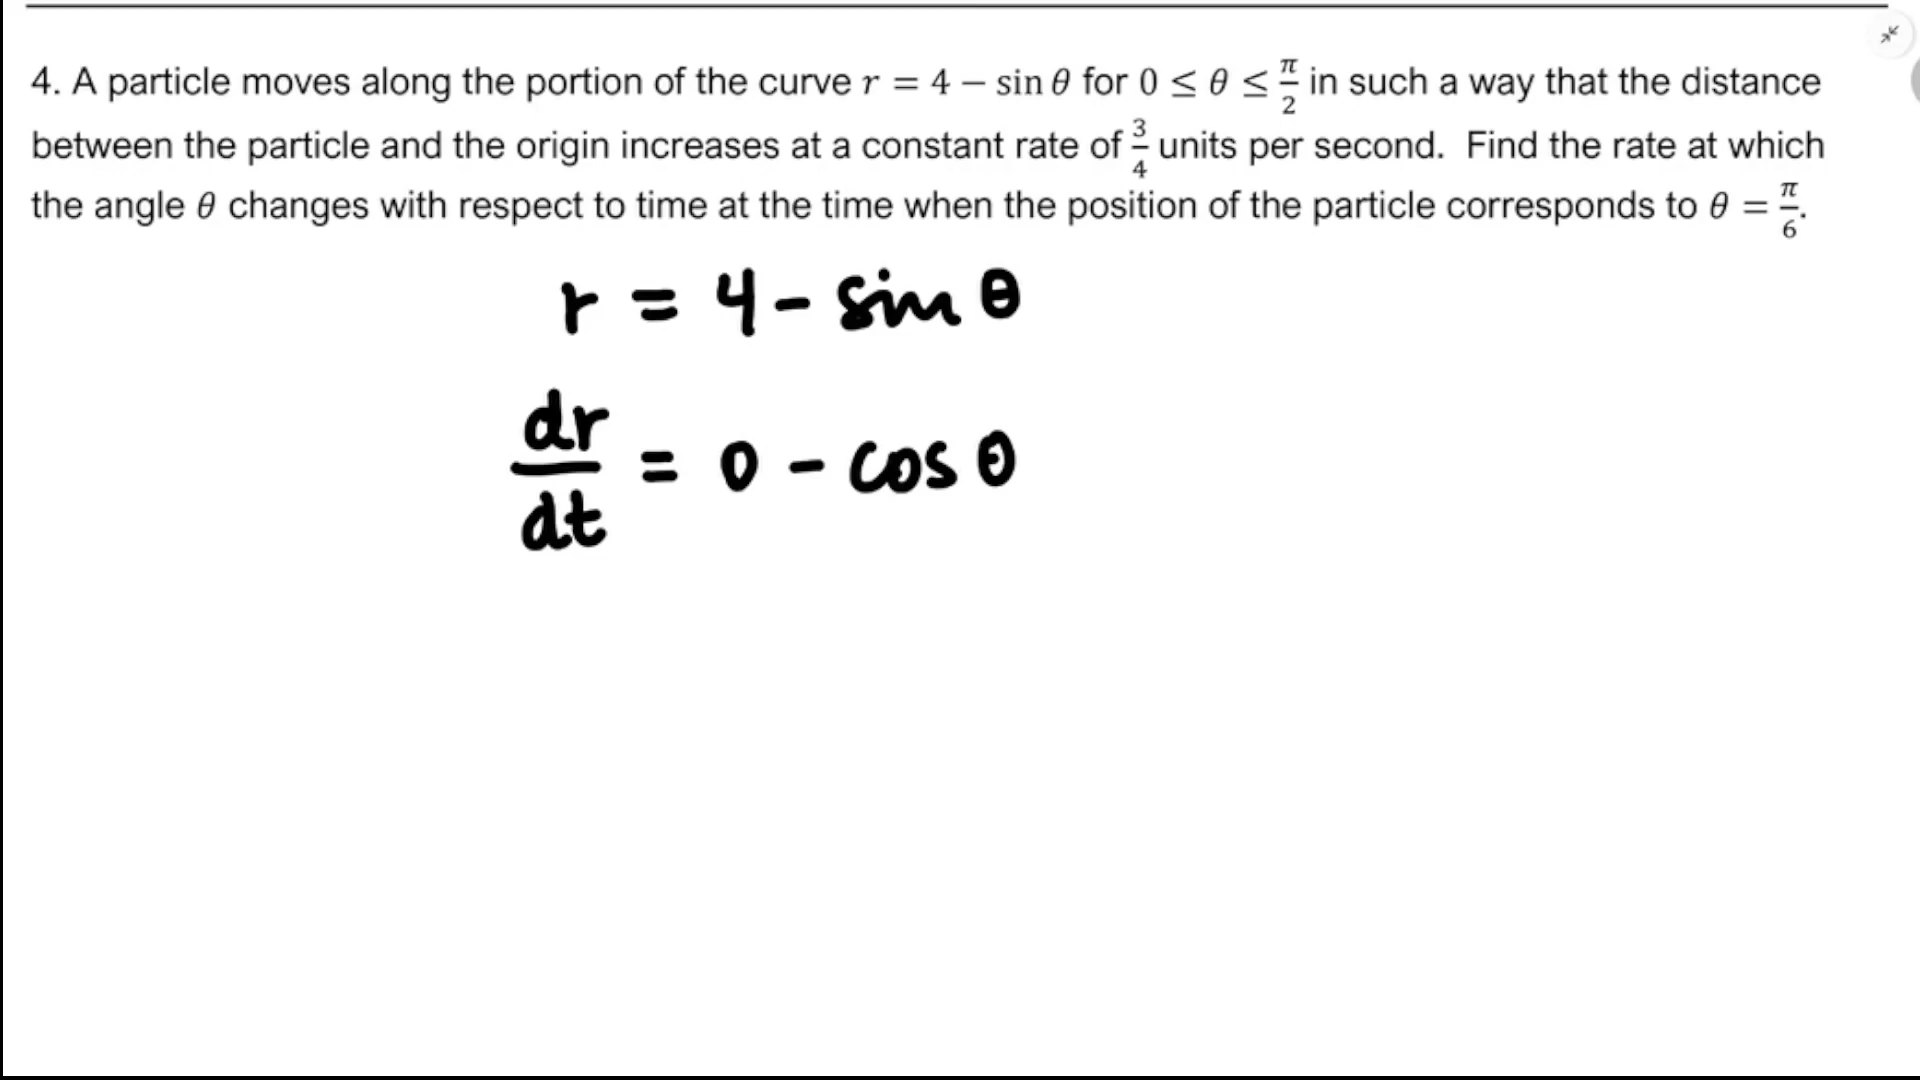 4. A particle moves along the portion of the curve r = 4 − sin θ for 0 ≤ θ ≤ π/2 in such a way that the distance
between the particle and the origin increases at a constant rate of 3/4 units per second. Find the rate at which
the angle θ changes with respect to time at the time when the position of the particle corresponds to θ = π/6.
r = 4 - sin θ
dr/dt = 0 - cos θ